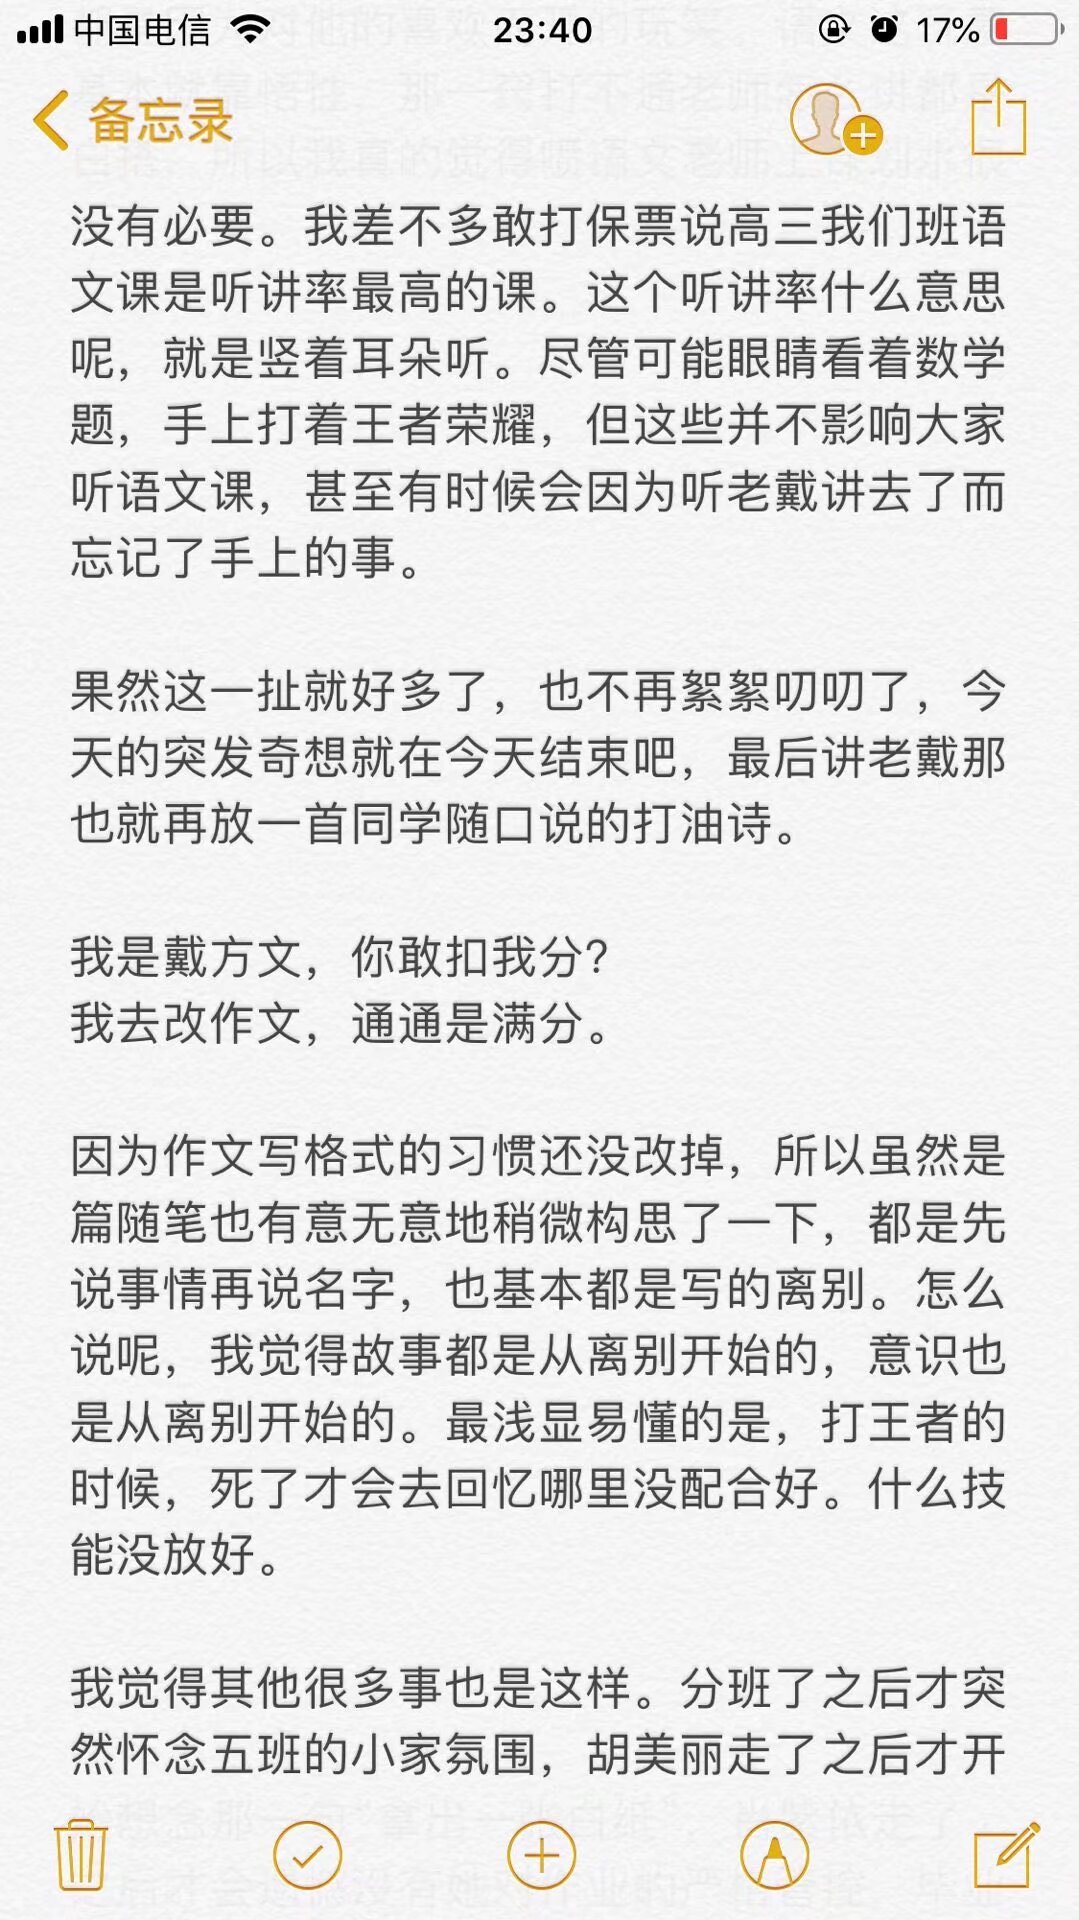 中国电信 23:40 17%
备忘录
没有必要。我差不多敢打保票说高三我们班语
文课是听讲率最高的课。这个听讲率什么意思
呢，就是竖着耳朵听。尽管可能眼睛看着数学
题，手上打着王者荣耀，但这些并不影响大家
听语文课，甚至有时候会因为听老戴讲去了而
忘记了手上的事。
果然这一扯就好多了，也不再絮絮叨叨了，今
天的突发奇想就在今天结束吧，最后讲老戴那
也就再放一首同学随口说的打油诗。
我是戴方文，你敢扣我分？
我去改作文，通通是满分。
因为作文写格式的习惯还没改掉，所以虽然是
篇随笔也有意无意地稍微构思了一下，都是先
说事情再说名字，也基本都是写的离别。怎么
说呢，我觉得故事都是从离别开始的，意识也
是从离别开始的。最浅显易懂的是，打王者的
时候，死了才会去回忆哪里没配合好。什么技
能没放好。
我觉得其他很多事也是这样。分班了之后才突
然怀念五班的小家氛围，胡美丽走了之后才开